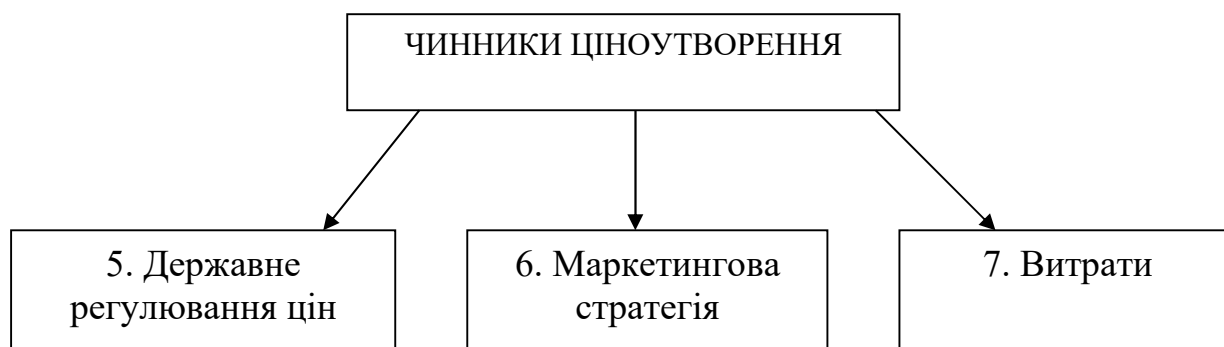 ЧИННИКИ ЦІНОУТВОРЕННЯ
5. Державне
регулювання цін
6. Маркетингова
стратегія
7. Витрати